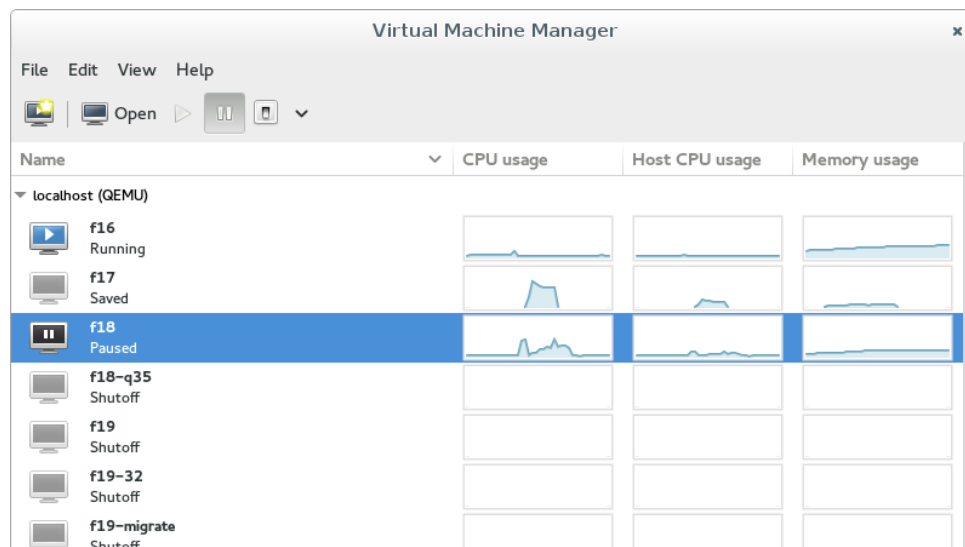 Virtual Machine Manager
File Edit View Help
Open
Name CPU usage Host CPU usage Memory usage
localhost (QEMU)
f16
Running
f17
Saved
f18
Paused
f18-q35
Shutoff
f19
Shutoff
f19-32
Shutoff
f19-migrate
Shutoff